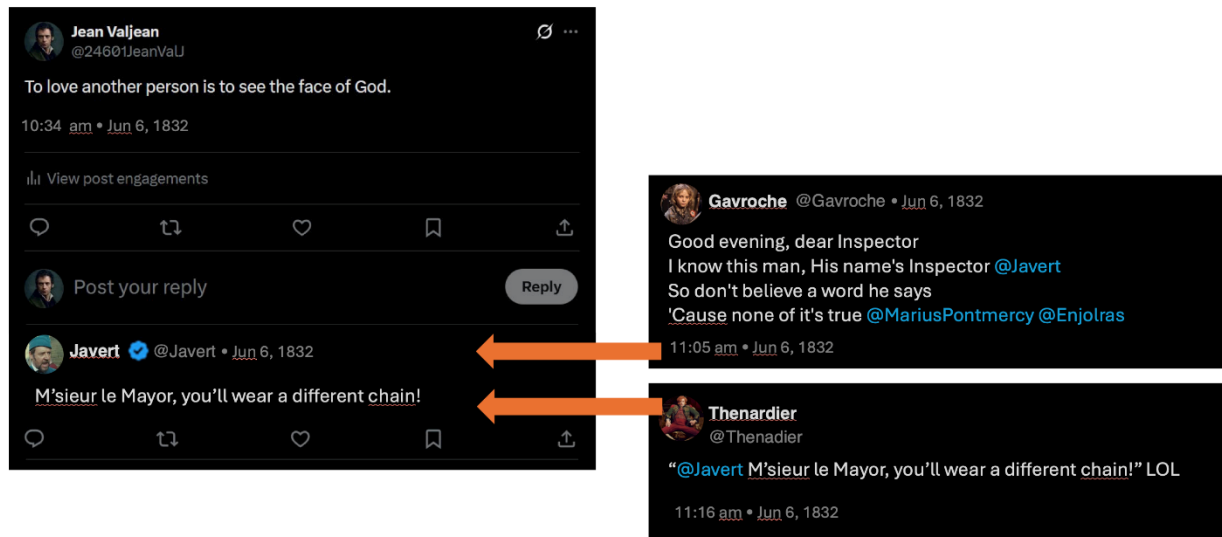 Jean Valjean
@24601JeanValJ
To love another person is to see the face of God.
10:34 am • Jun 6, 1832
View post engagements
Post your reply
Reply
Javert @Javert • Jun 6, 1832
M’sieur le Mayor, you’ll wear a different chain!
Gavroche @Gavroche • Jun 6, 1832
Good evening, dear Inspector
I know this man, His name's Inspector @Javert
So don't believe a word he says
'Cause none of it's true @MariusPontmercy @Enjolras
11:05 am • Jun 6, 1832
Thenardier
@Thenadier
“@Javert M’sieur le Mayor, you’ll wear a different chain!” LOL
11:16 am • Jun 6, 1832